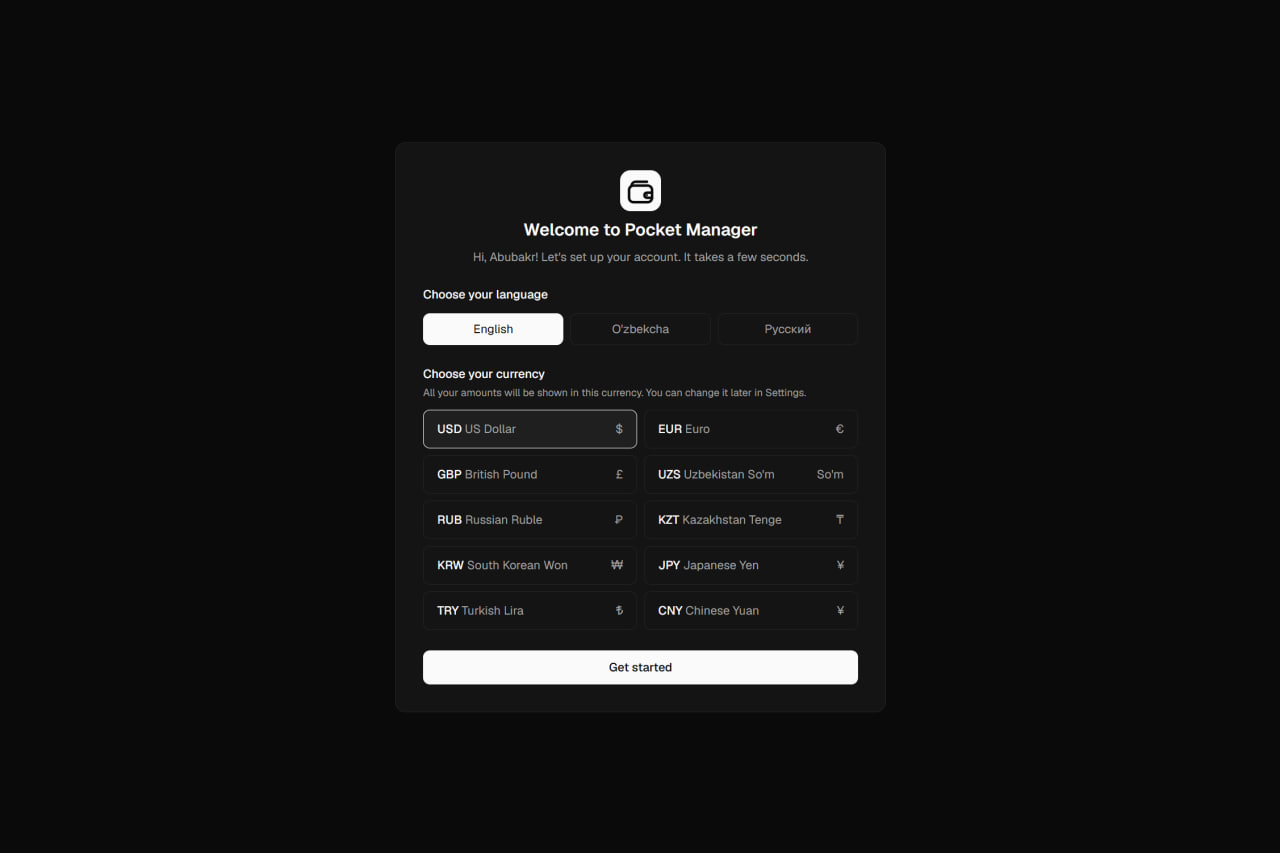 Welcome to Pocket Manager
Hi, Abubakr! Let's set up your account. It takes a few seconds.
Choose your language
English
O'zbekcha
Русский
Choose your currency
All your amounts will be shown in this currency. You can change it later in Settings.
USD US Dollar $
EUR Euro €
GBP British Pound £
UZS Uzbekistan So'm So'm
RUB Russian Ruble ₽
KZT Kazakhstan Tenge ₸
KRW South Korean Won ₩
JPY Japanese Yen ¥
TRY Turkish Lira ₺
CNY Chinese Yuan ¥
Get started